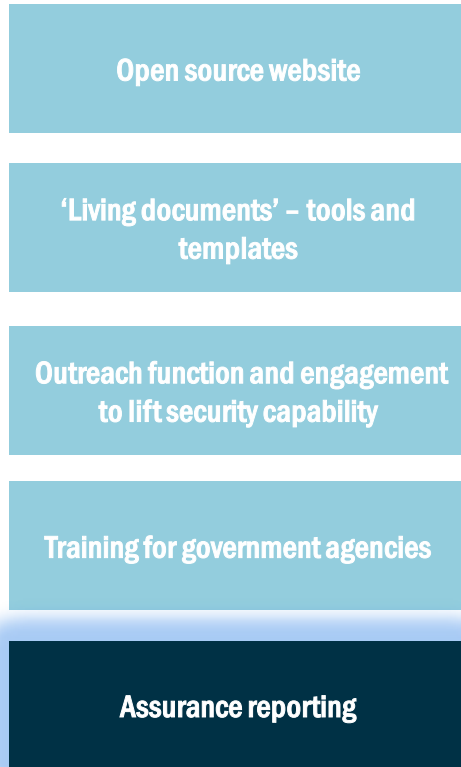 Open source website
‘Living documents’ – tools and
templates
Outreach function and engagement
to lift security capability
Training for government agencies
Assurance reporting